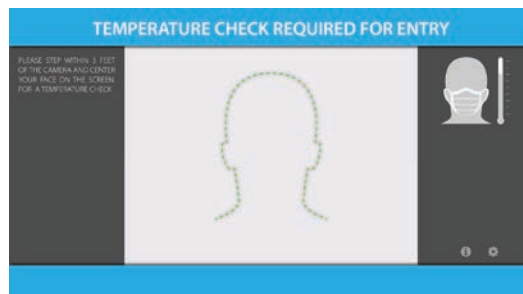 TEMPERATURE CHECK REQUIRED FOR ENTRY
PLEASE STEP WITHIN 3 FEET
OF THE CAMERA AND CENTER
YOUR FACE ON THE SCREEN
FOR A TEMPERATURE CHECK